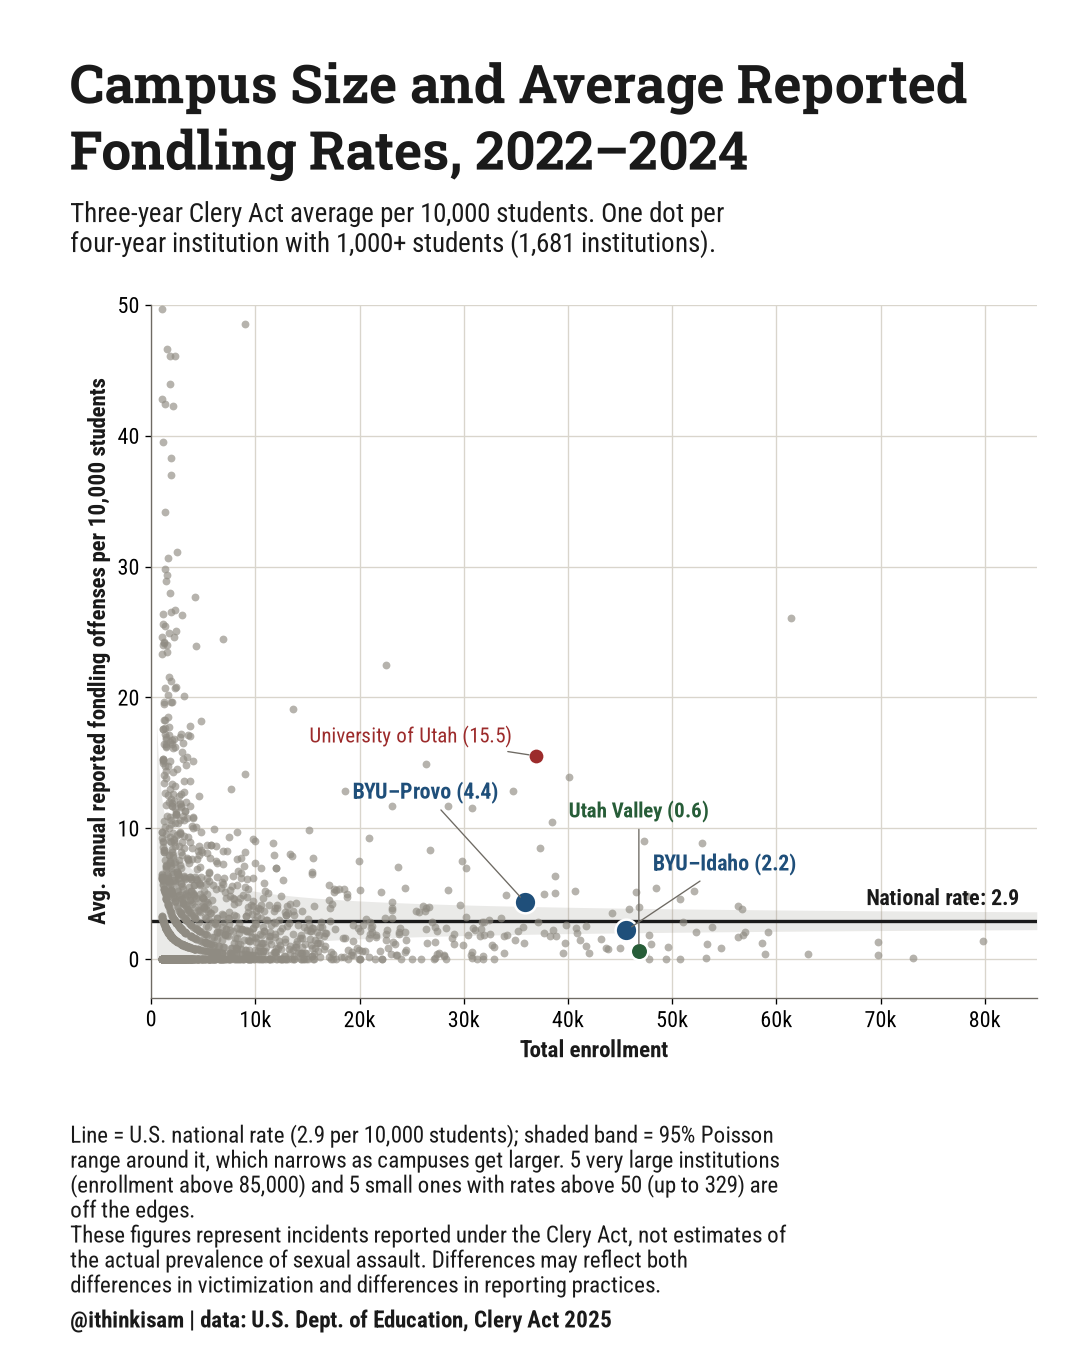 Campus Size and Average Reported
Fondling Rates, 2022–2024
Three-year Clery Act average per 10,000 students. One dot per
four-year institution with 1,000+ students (1,681 institutions).
Avg. annual reported fondling offenses per 10,000 students
50
40
30
20
10
0
University of Utah (15.5)
BYU–Provo (4.4)
Utah Valley (0.6)
BYU–Idaho (2.2)
National rate: 2.9
0 10k 20k 30k 40k 50k 60k 70k 80k
Total enrollment
Line = U.S. national rate (2.9 per 10,000 students); shaded band = 95% Poisson
range around it, which narrows as campuses get larger. 5 very large institutions
(enrollment above 85,000) and 5 small ones with rates above 50 (up to 329) are
off the edges.
These figures represent incidents reported under the Clery Act, not estimates of
the actual prevalence of sexual assault. Differences may reflect both
differences in victimization and differences in reporting practices.
@ithinkisam | data: U.S. Dept. of Education, Clery Act 2025